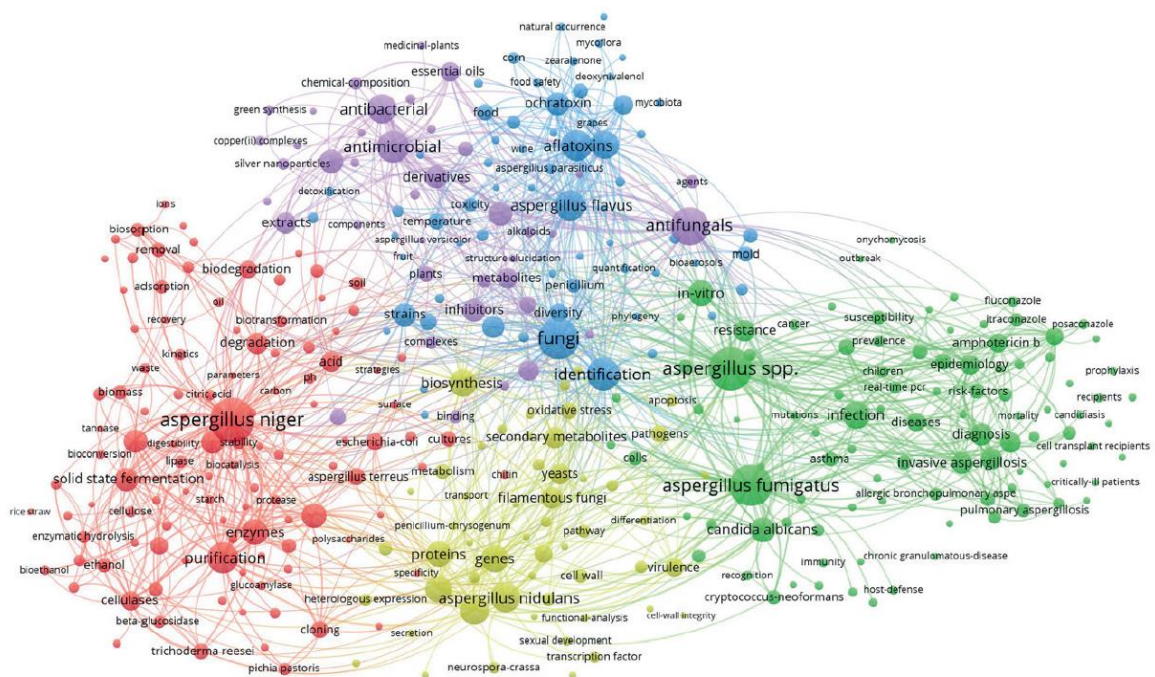 natural occurrence
mycoflora
medicinal-plants
corn
zearalenone
essential oils
deoxynivalenol
chemical-composition
food safety
ochratoxin
mycobiota
green synthesis
antibacterial
food
grapes
copper(ii) complexes
antimicrobial
wine
aflatoxins
silver nanoparticles
aspergillus parasiticus
derivatives
agents
detoxification
toxicity
aspergillus flavus
ions
extracts
components
temperature
alkaloids
antifungals
biosorption
aspergillus versicolor
onychomycosis
removal
fruit
structure elucidation
bioaerosols
mold
outbreak
biodegradation
plants
metabolites
quantification
adsorption
soil
penicillium
in-vitro
fluconazole
oil
inhibitors
diversity
itraconazole
recovery
biotransformation
strains
phylogeny
resistance
cancer
susceptibility
posaconazole
degradation
complexes
fungi
prevalence
amphotericin b
kinetics
acid
epidemiology
waste
parameters
ph
strategies
identification
aspergillus spp.
children
prophylaxis
biomass
citric acid
carbon
biosynthesis
real-time pcr
risk-factors
apoptosis
recipients
surface
binding
oxidative stress
mutations
infection
mortality
candidiasis
tannase
aspergillus niger
diseases
digestibility
stability
escherichia-coli
cultures
secondary metabolites
pathogens
diagnosis
cell transplant recipients
bioconversion
lipase
biocatalysis
metabolism
cells
asthma
invasive aspergillosis
solid state fermentation
aspergillus terreus
chitin
yeasts
critically-ill patients
starch
transport
aspergillus fumigatus
allergic bronchopulmonary aspe
pulmonary aspergillosis
rice straw
cellulose
protease
filamentous fungi
enzymatic hydrolysis
enzymes
polysaccharides
penicillium-chrysogenum
pathway
differentiation
candida albicans
bioethanol
ethanol
purification
proteins
genes
chronic granulomatous-disease
glucoamylase
specificity
cell wall
virulence
recognition
immunity
host-defense
cellulases
heterologous expression
aspergillus nidulans
cryptococcus-neoformans
beta-glucosidase
cloning
secretion
functional-analysis
cell-wall integrity
trichoderma-reesei
sexual development
pichia pastoris
neurospora-crassa
transcription factor